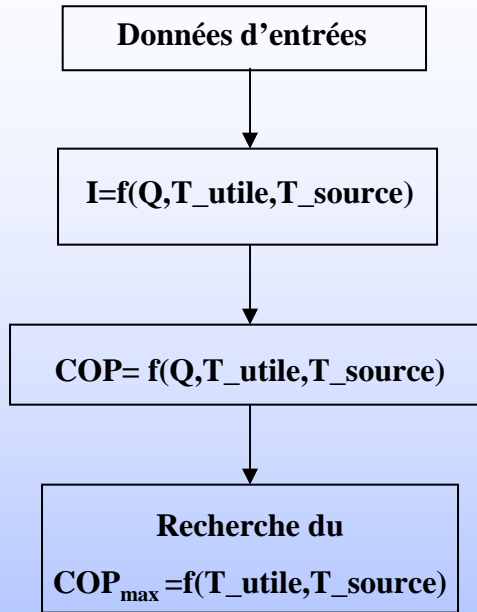 Données d’entrées
I=f(Q,T_utile,T_source)
COP= f(Q,T_utile,T_source)
Recherche du
COPmax =f(T_utile,T_source)